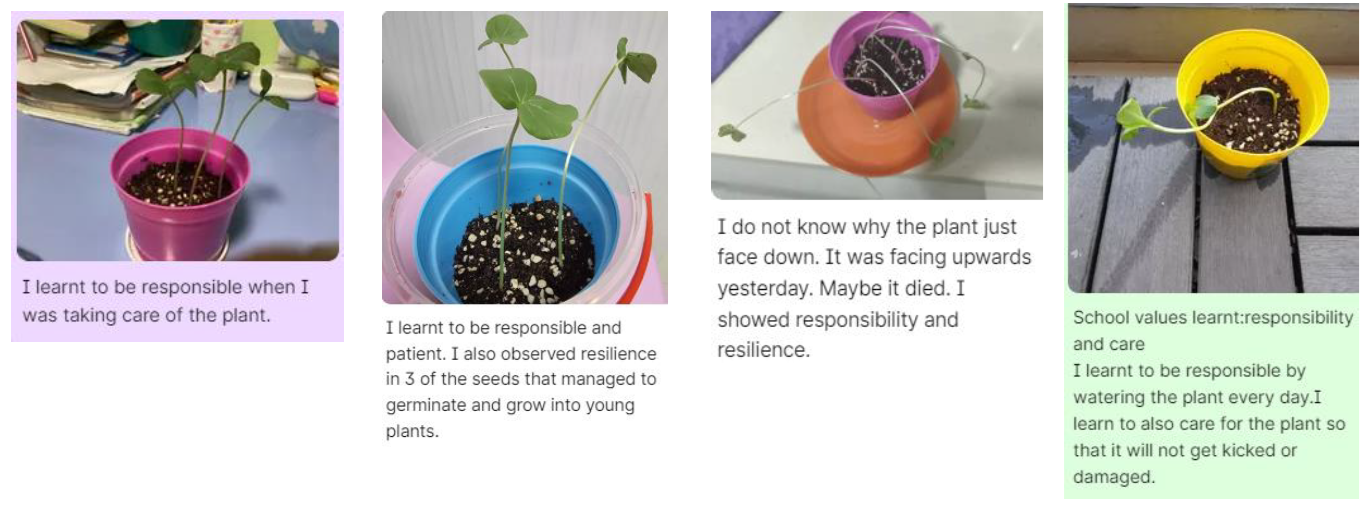 I learnt to be responsible when I
was taking care of the plant.
I learnt to be responsible and
patient. I also observed resilience
in 3 of the seeds that managed to
germinate and grow into young
plants.
I do not know why the plant just
face down. It was facing upwards
yesterday. Maybe it died. I
showed responsibility and
resilience.
School values learnt:responsibility
and care
I learnt to be responsible by
watering the plant every day.I
learn to also care for the plant so
that it will not get kicked or
damaged.